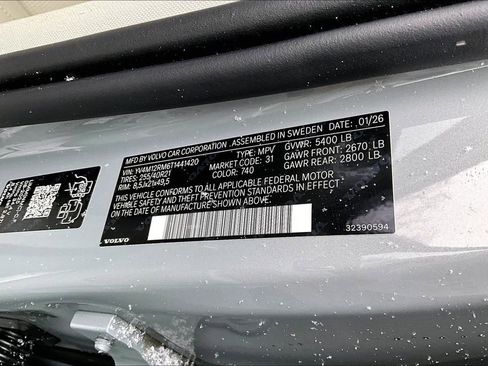 MFD BY VOLVO CAR CORPORATION, ASSEMBLED IN SWEDEN DATE: 01/26
VIN: YV4M12RM6T1441420 TYPE: MPV GVWR: 5400 LB
TIRES: 255/40R21 MARKET CODE: 31 GAWR FRONT: 2670 LB
RIM: 8,5Jx21x49,5 COLOR: 740 GAWR REAR: 2800 LB
VEHICLE CONFORMS TO ALL APPLICABLE FEDERAL MOTOR
VEHICLE SAFETY AND THEFT PREVENTION STANDARDS IN EFFECT
ON THE DATE OF MANUFACTURE SHOWN ABOVE.
VOLVO
32390594